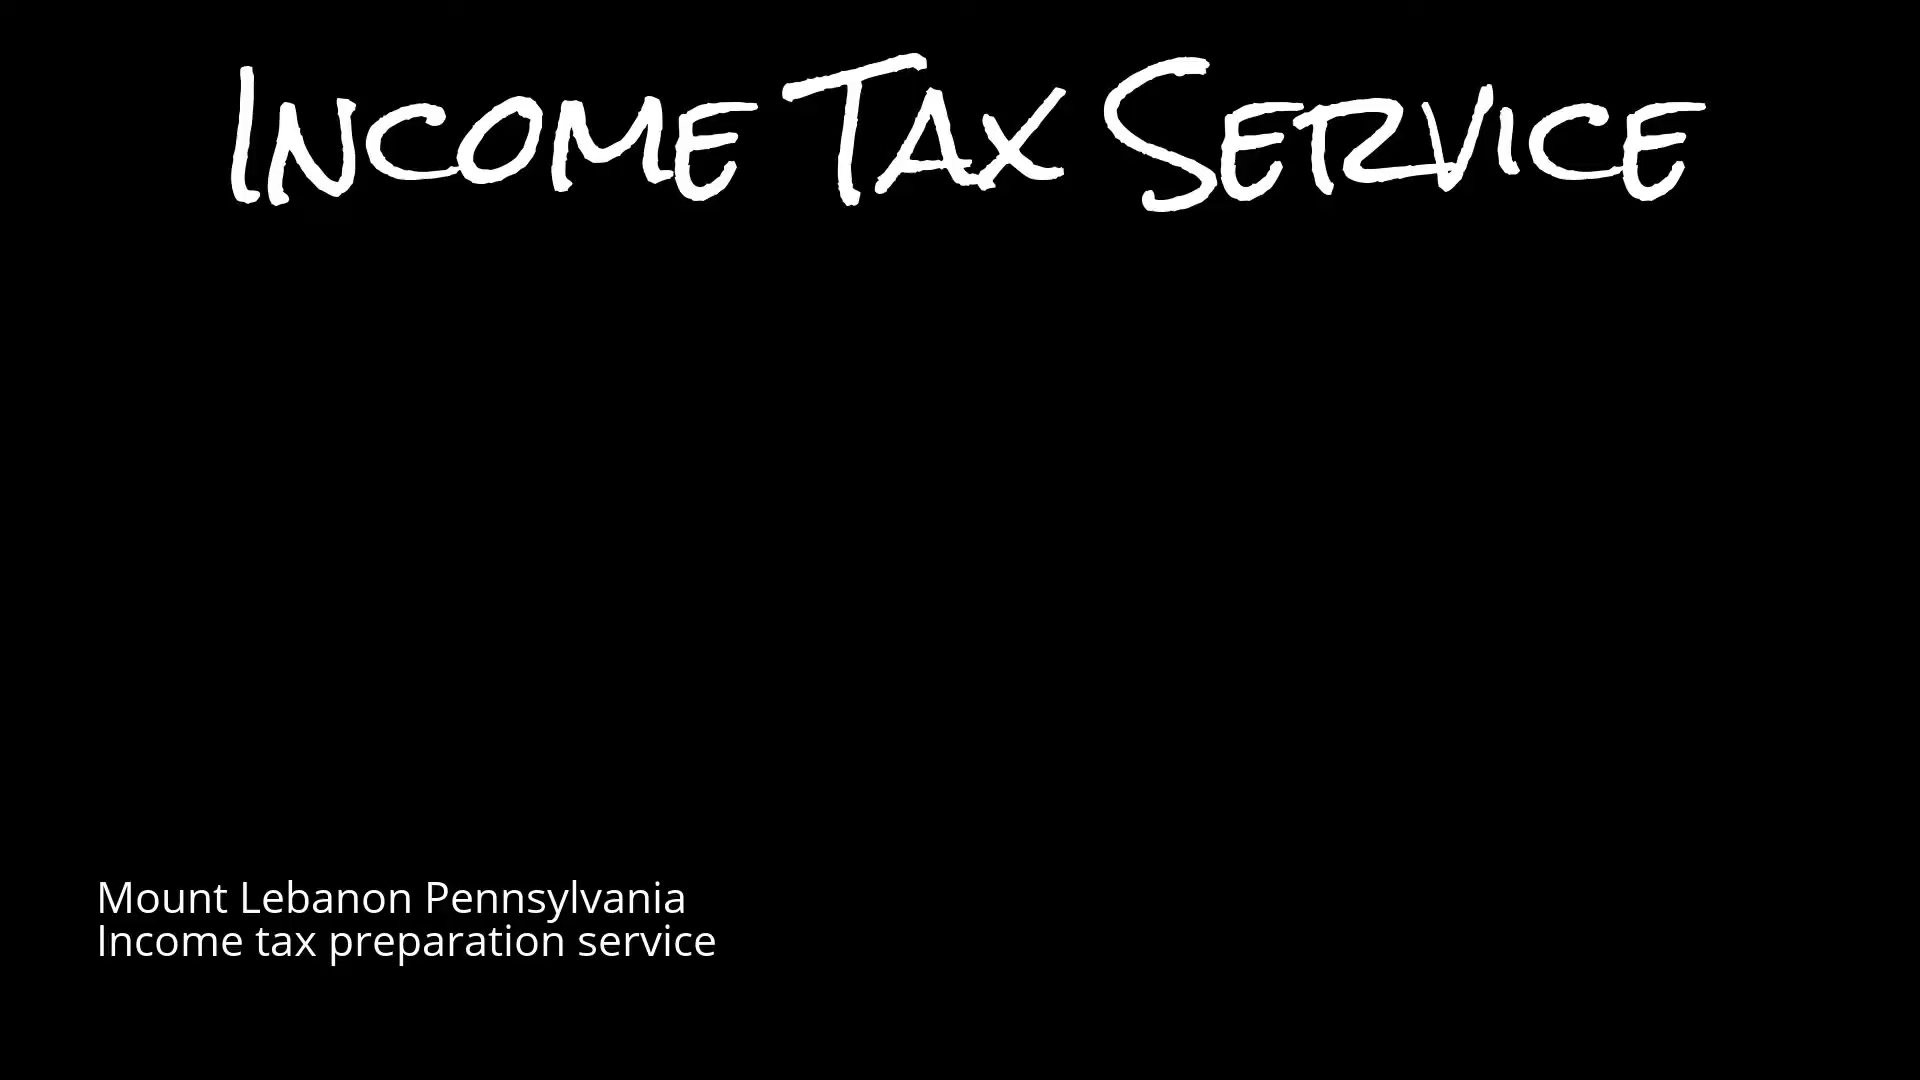 Income Tax Service
Mount Lebanon Pennsylvania
Income tax preparation service